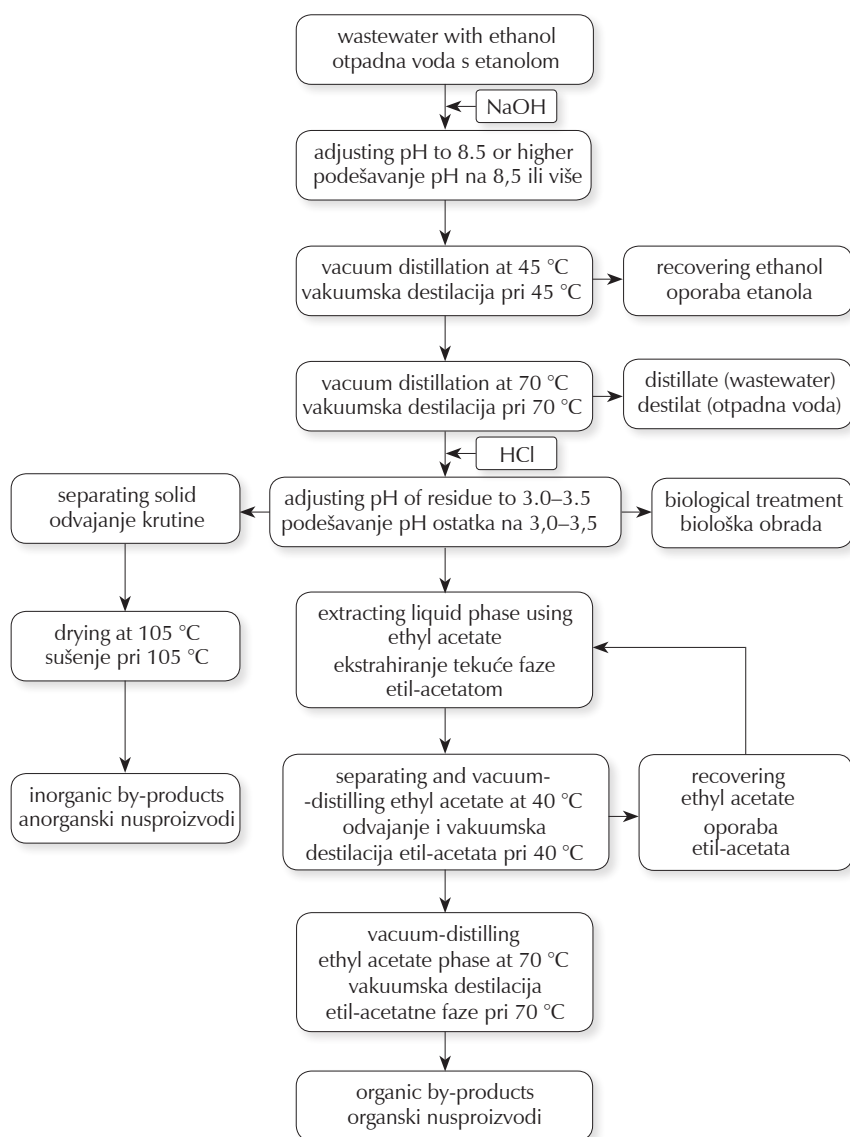 wastewater with ethanol
otpadna voda s etanolom
NaOH
adjusting pH to 8.5 or higher
podešavanje pH na 8,5 ili više
vacuum distillation at 45 °C
vakuumska destilacija pri 45 °C
recovering ethanol
oporaba etanola
vacuum distillation at 70 °C
vakuumska destilacija pri 70 °C
distillate (wastewater)
destilat (otpadna voda)
HCl
separating solid
odvajanje krutine
adjusting pH of residue to 3.0–3.5
podešavanje pH ostatka na 3,0–3,5
biological treatment
biološka obrada
drying at 105 °C
sušenje pri 105 °C
extracting liquid phase using
ethyl acetate
ekstrahiranje tekuće faze
etil-acetatom
inorganic by-products
anorganski nusproizvodi
separating and vacuum-
-distilling ethyl acetate at 40 °C
odvajanje i vakuumska
destilacija etil-acetata pri 40 °C
recovering
ethyl acetate
oporaba
etil-acetata
vacuum-distilling
ethyl acetate phase at 70 °C
vakuumska destilacija
etil-acetatne faze pri 70 °C
organic by-products
organski nusproizvodi